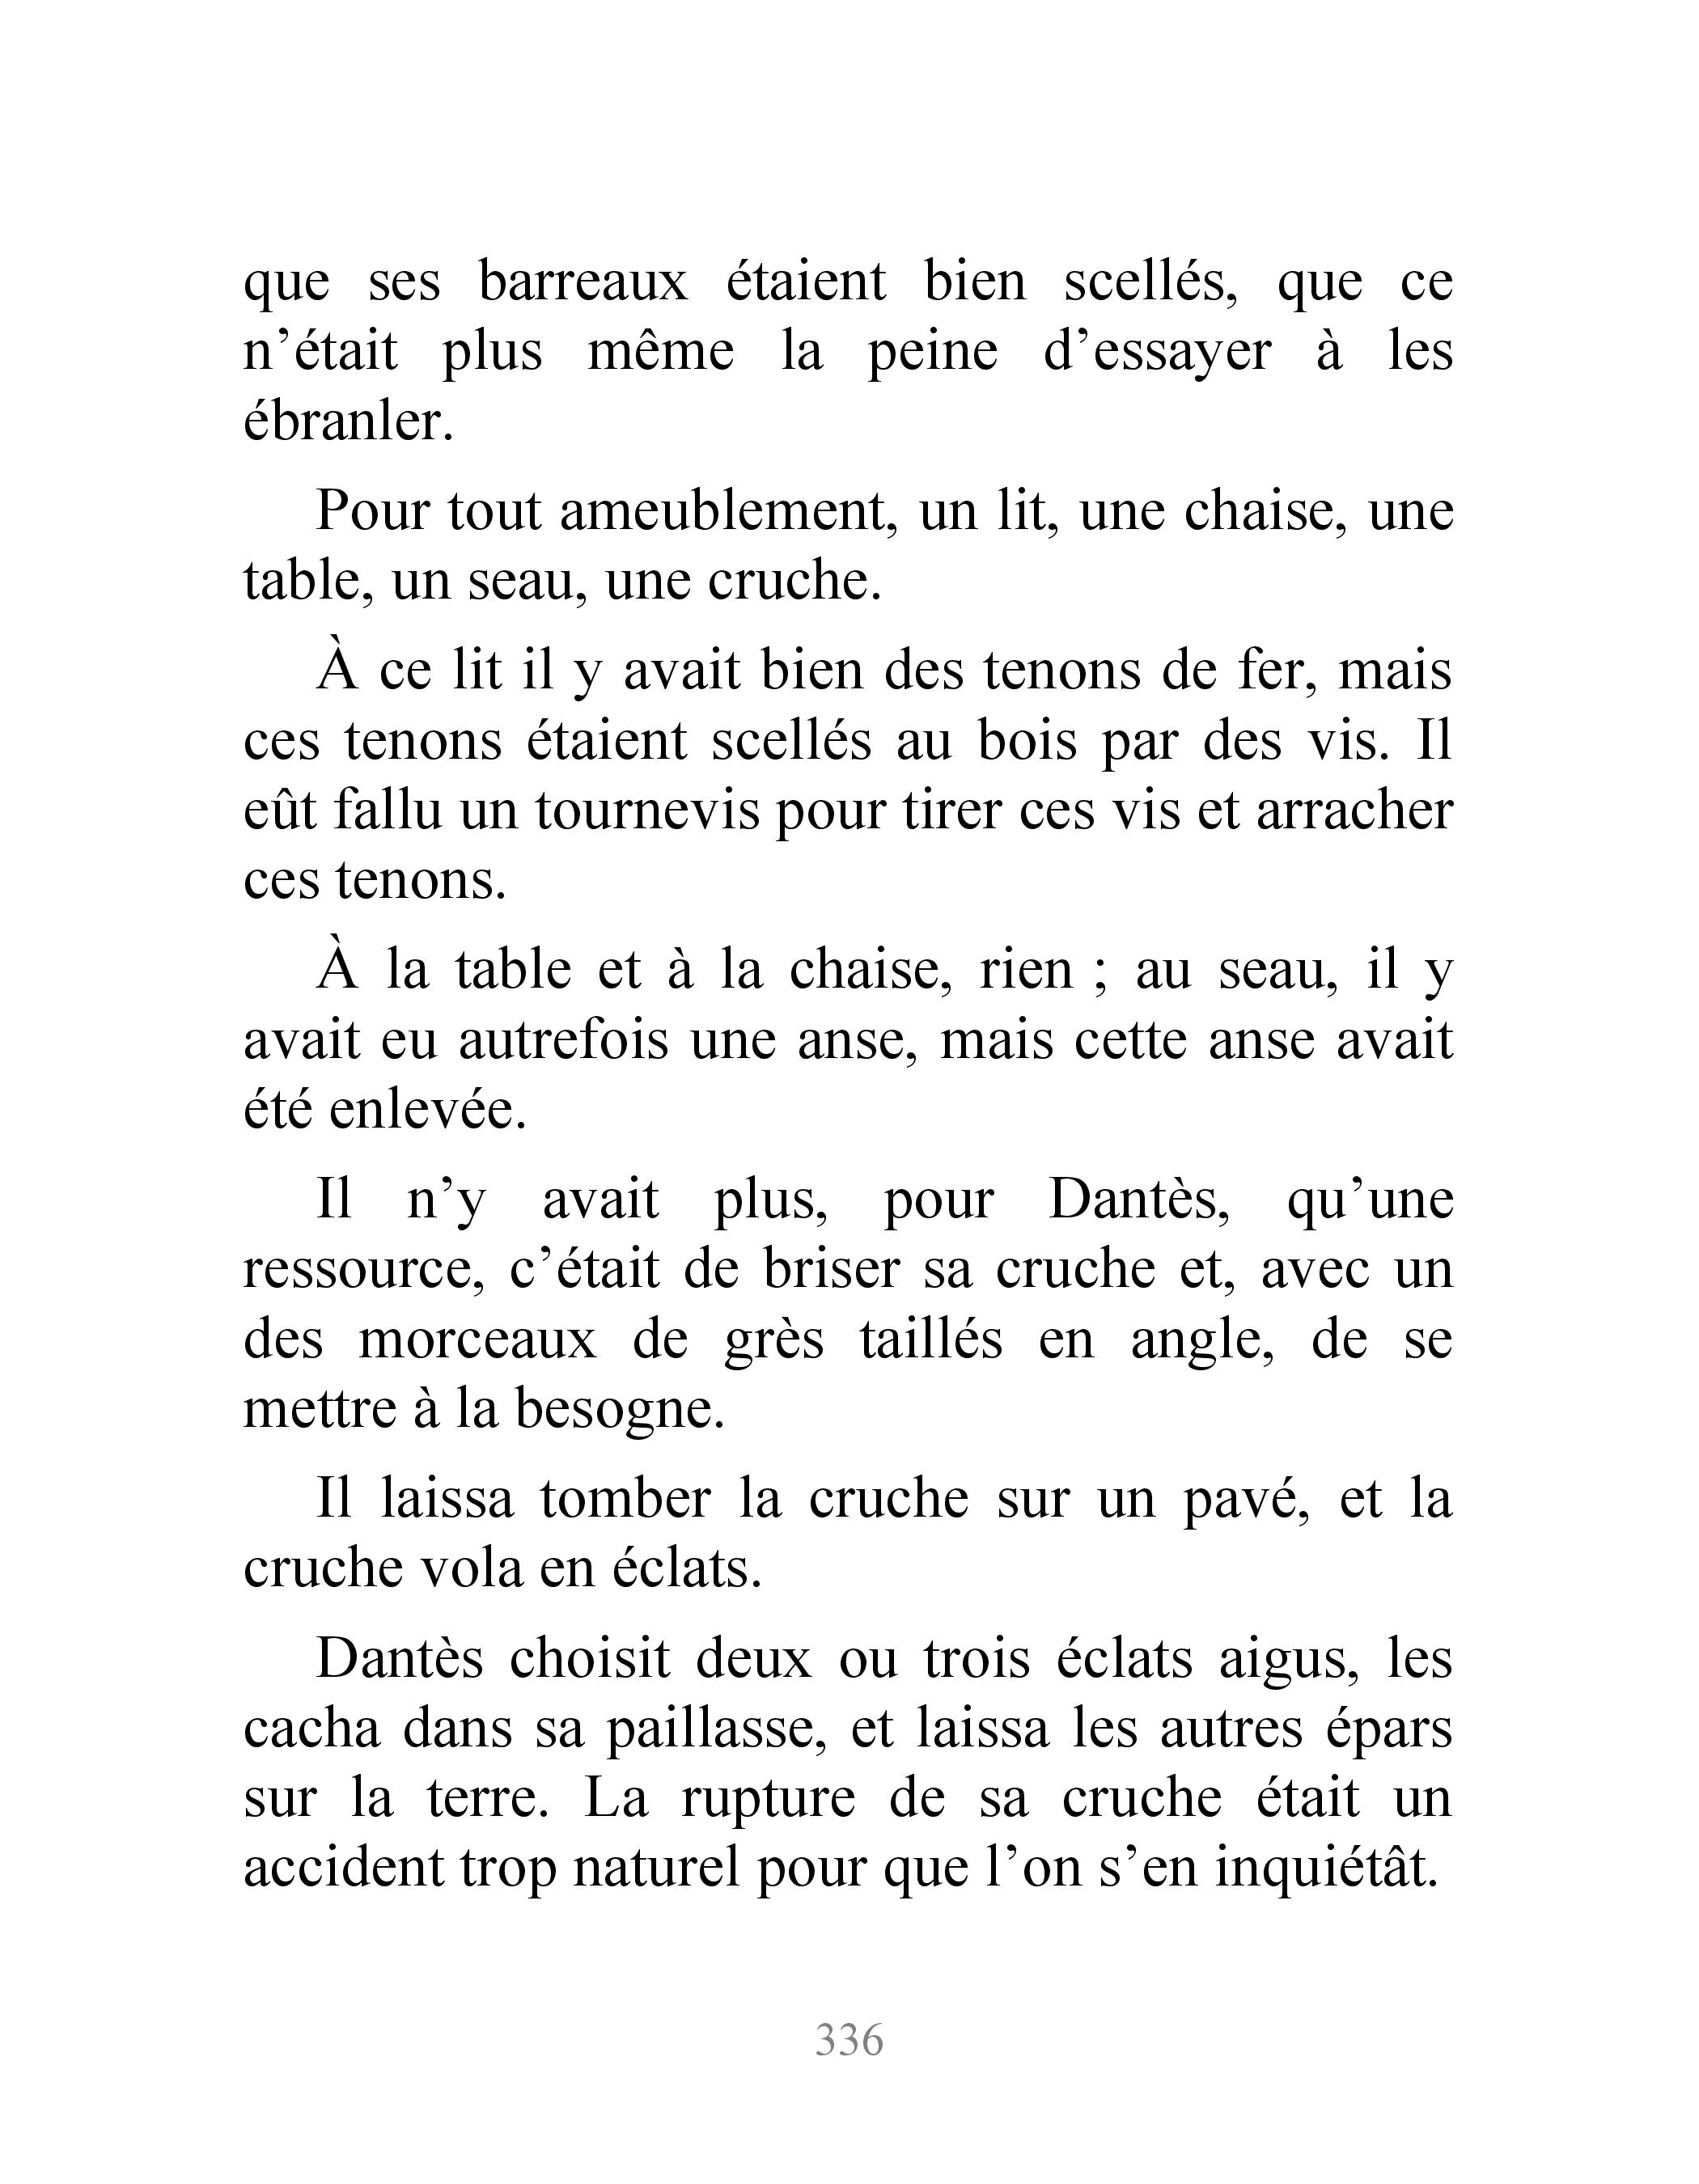 que ses barreaux étaient bien scellés, que ce
n’était plus même la peine d’essayer à les
ébranler.
Pour tout ameublement, un lit, une chaise, une
table, un seau, une cruche.
À ce lit il y avait bien des tenons de fer, mais
ces tenons étaient scellés au bois par des vis. Il
eût fallu un tournevis pour tirer ces vis et arracher
ces tenons.
À la table et à la chaise, rien ; au seau, il y
avait eu autrefois une anse, mais cette anse avait
été enlevée.
Il n’y avait plus, pour Dantès, qu’une
ressource, c’était de briser sa cruche et, avec un
des morceaux de grès taillés en angle, de se
mettre à la besogne.
Il laissa tomber la cruche sur un pavé, et la
cruche vola en éclats.
Dantès choisit deux ou trois éclats aigus, les
cacha dans sa paillasse, et laissa les autres épars
sur la terre. La rupture de sa cruche était un
accident trop naturel pour que l’on s’en inquiétât.
336